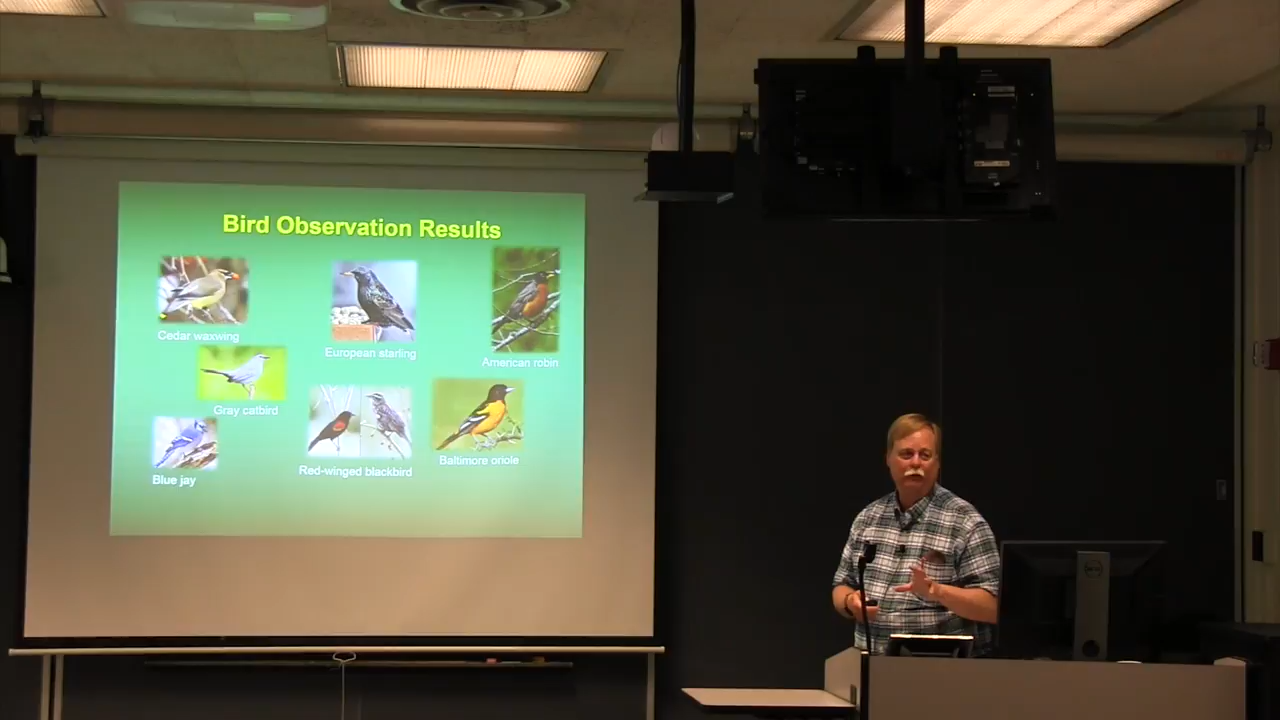 Bird Observation Results
Cedar waxwing
European starling
American robin
Gray catbird
Red-winged blackbird
Baltimore oriole
Blue jay